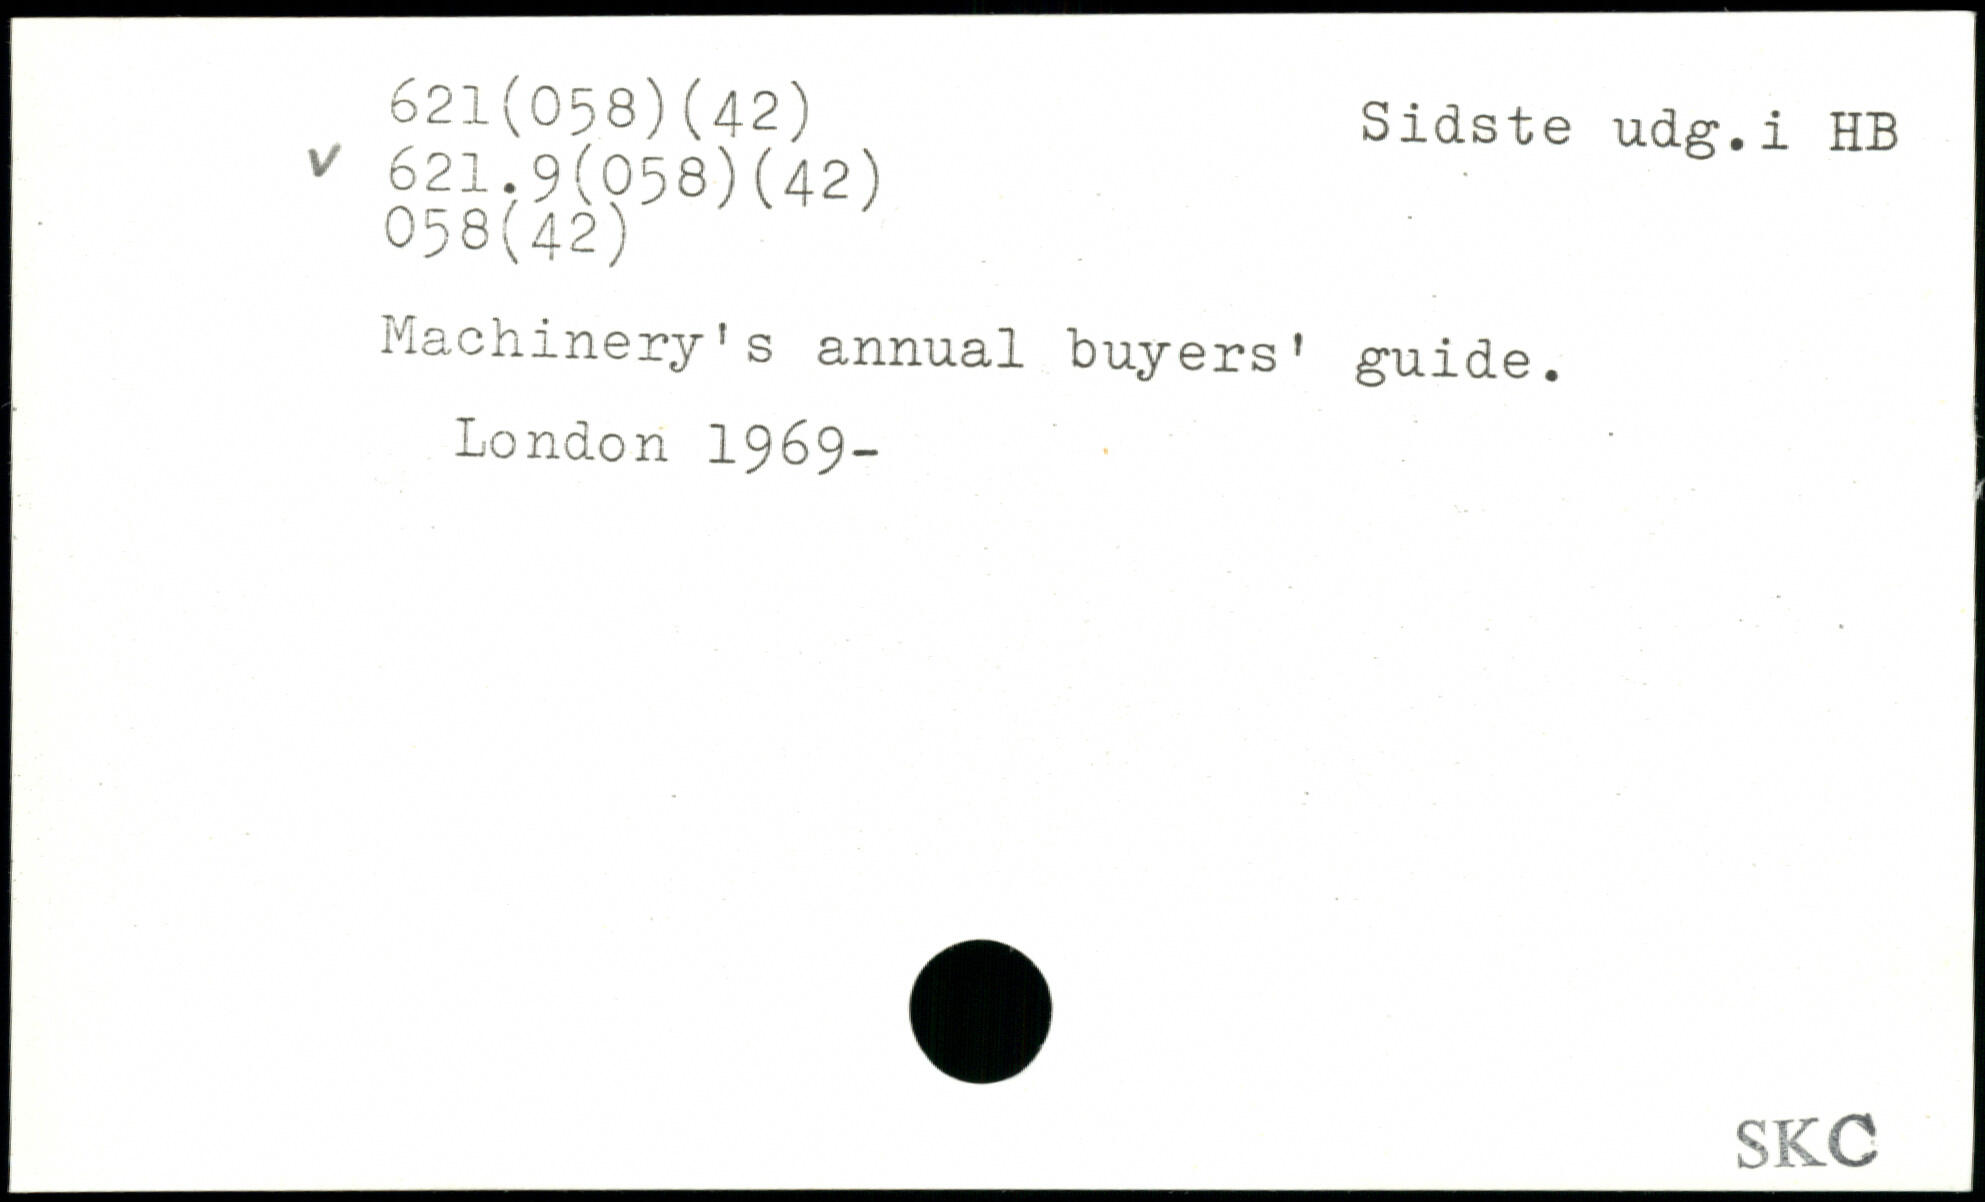 621(058)(42)
Sidste udg.i HB
v 621.9(058)(42)
058(42)
Machinery's annual buyers' guide.
London 1969-
SKC